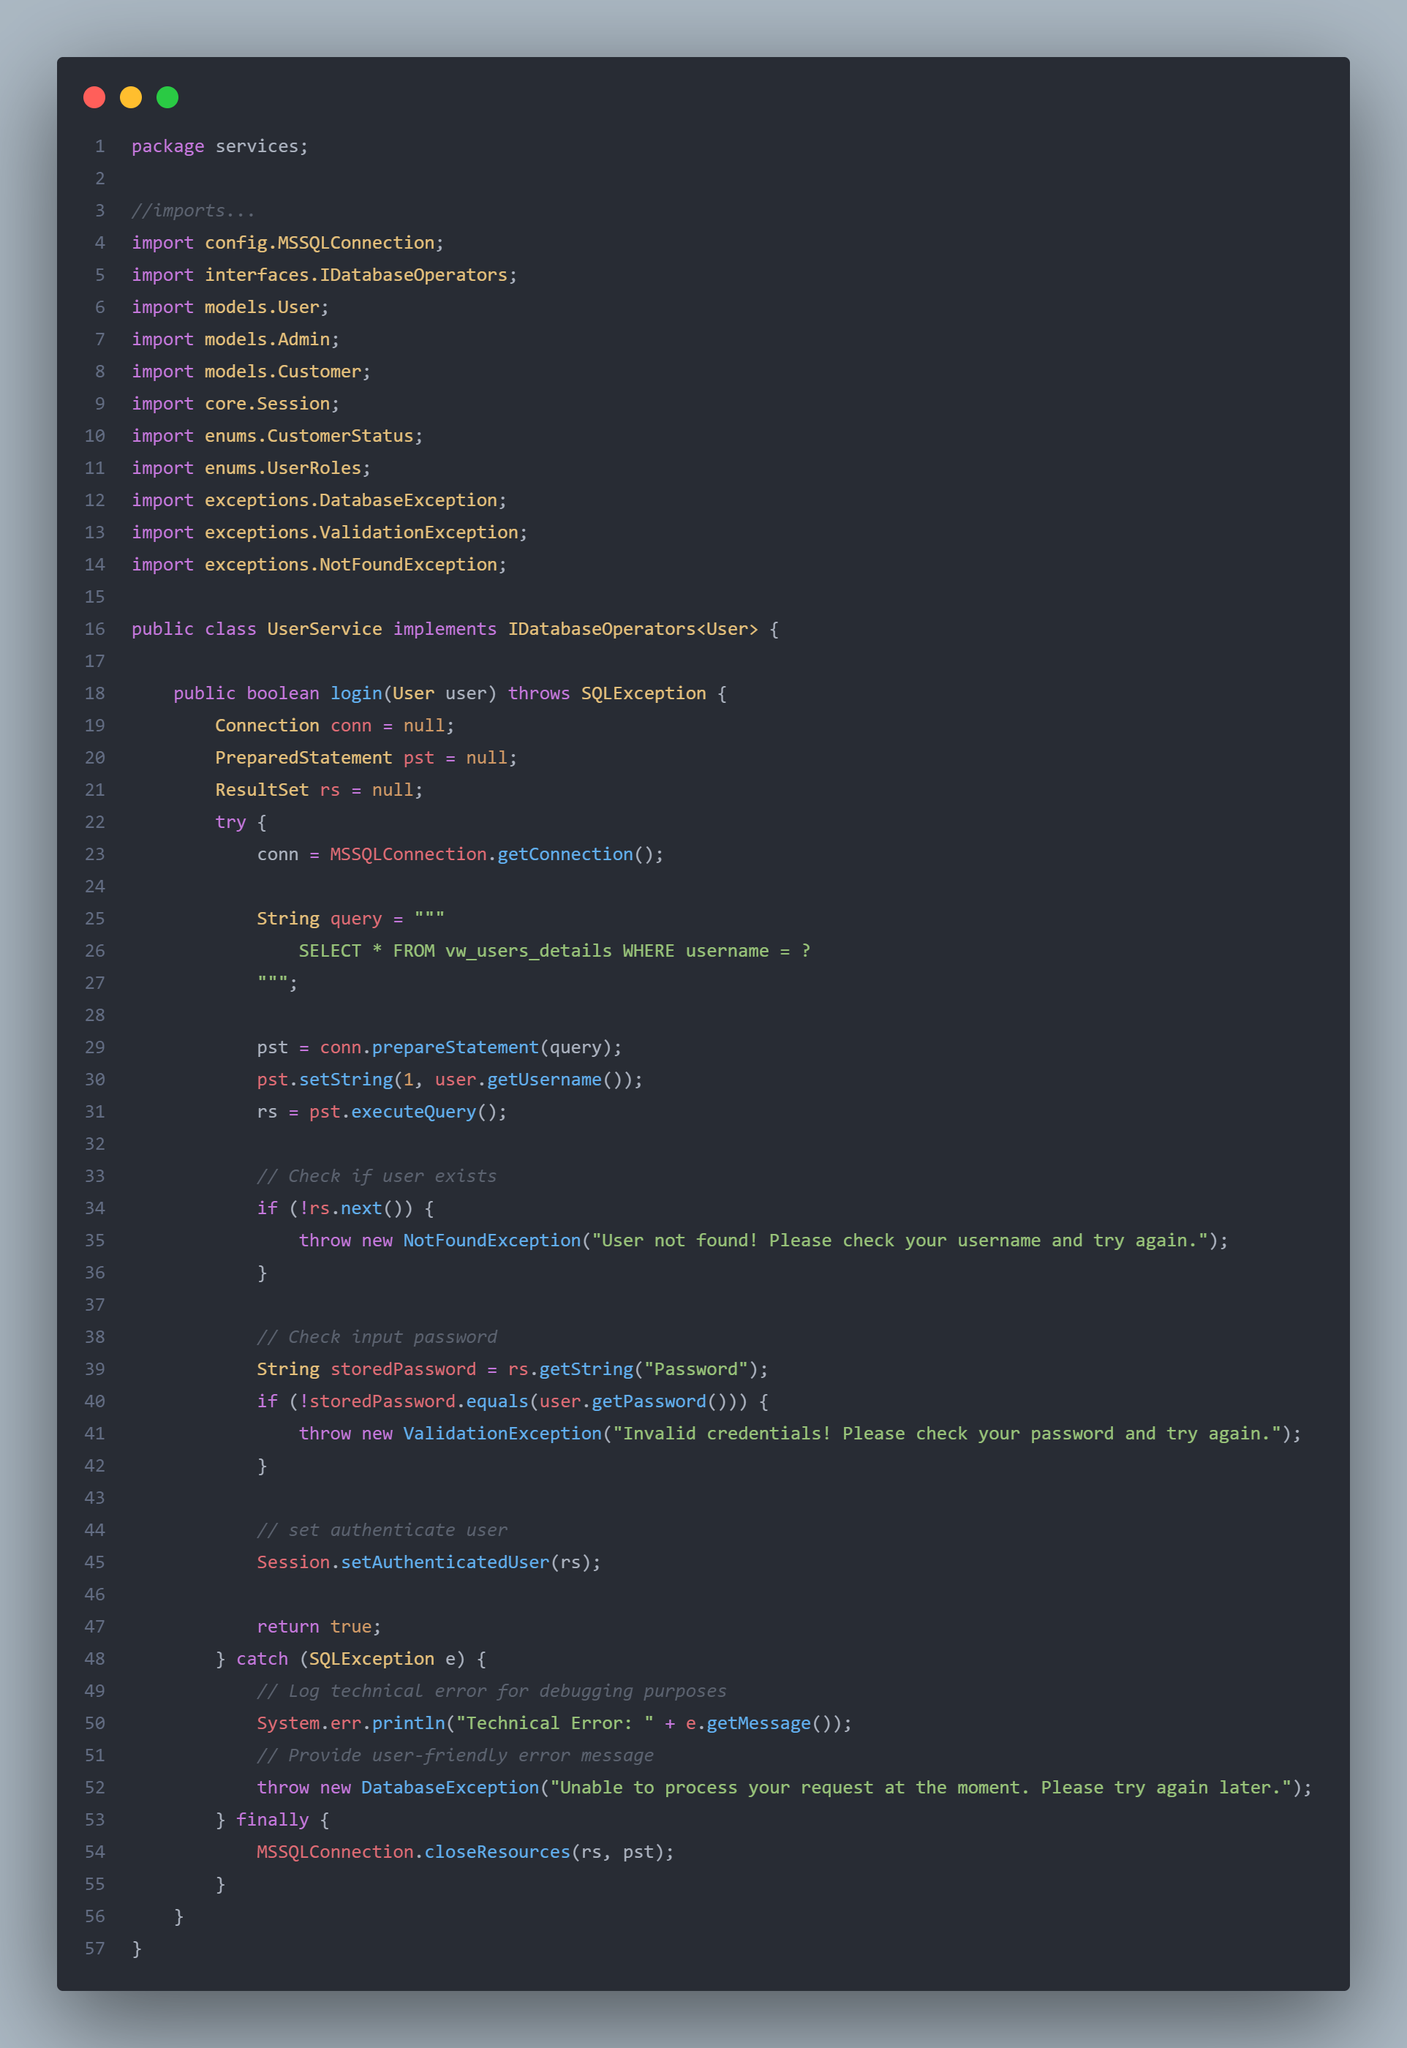 1 package services;
2
3 //imports...
4 import config.MSSQLConnection;
5 import interfaces.IDatabaseOperators;
6 import models.User;
7 import models.Admin;
8 import models.Customer;
9 import core.Session;
10 import enums.CustomerStatus;
11 import enums.UserRoles;
12 import exceptions.DatabaseException;
13 import exceptions.ValidationException;
14 import exceptions.NotFoundException;
15
16 public class UserService implements IDatabaseOperators<User> {
17
18     public boolean login(User user) throws SQLException {
19         Connection conn = null;
20         PreparedStatement pst = null;
21         ResultSet rs = null;
22         try {
23             conn = MSSQLConnection.getConnection();
24
25             String query = """
26                 SELECT * FROM vw_users_details WHERE username = ?
27             """;
28
29             pst = conn.prepareStatement(query);
30             pst.setString(1, user.getUsername());
31             rs = pst.executeQuery();
32
33             // Check if user exists
34             if (!rs.next()) {
35                 throw new NotFoundException("User not found! Please check your username and try again.");
36             }
37
38             // Check input password
39             String storedPassword = rs.getString("Password");
40             if (!storedPassword.equals(user.getPassword())) {
41                 throw new ValidationException("Invalid credentials! Please check your password and try again.");
42             }
43
44             // set authenticate user
45             Session.setAuthenticatedUser(rs);
46
47             return true;
48         } catch (SQLException e) {
49             // Log technical error for debugging purposes
50             System.err.println("Technical Error: " + e.getMessage());
51             // Provide user-friendly error message
52             throw new DatabaseException("Unable to process your request at the moment. Please try again later.");
53         } finally {
54             MSSQLConnection.closeResources(rs, pst);
55         }
56     }
57 }